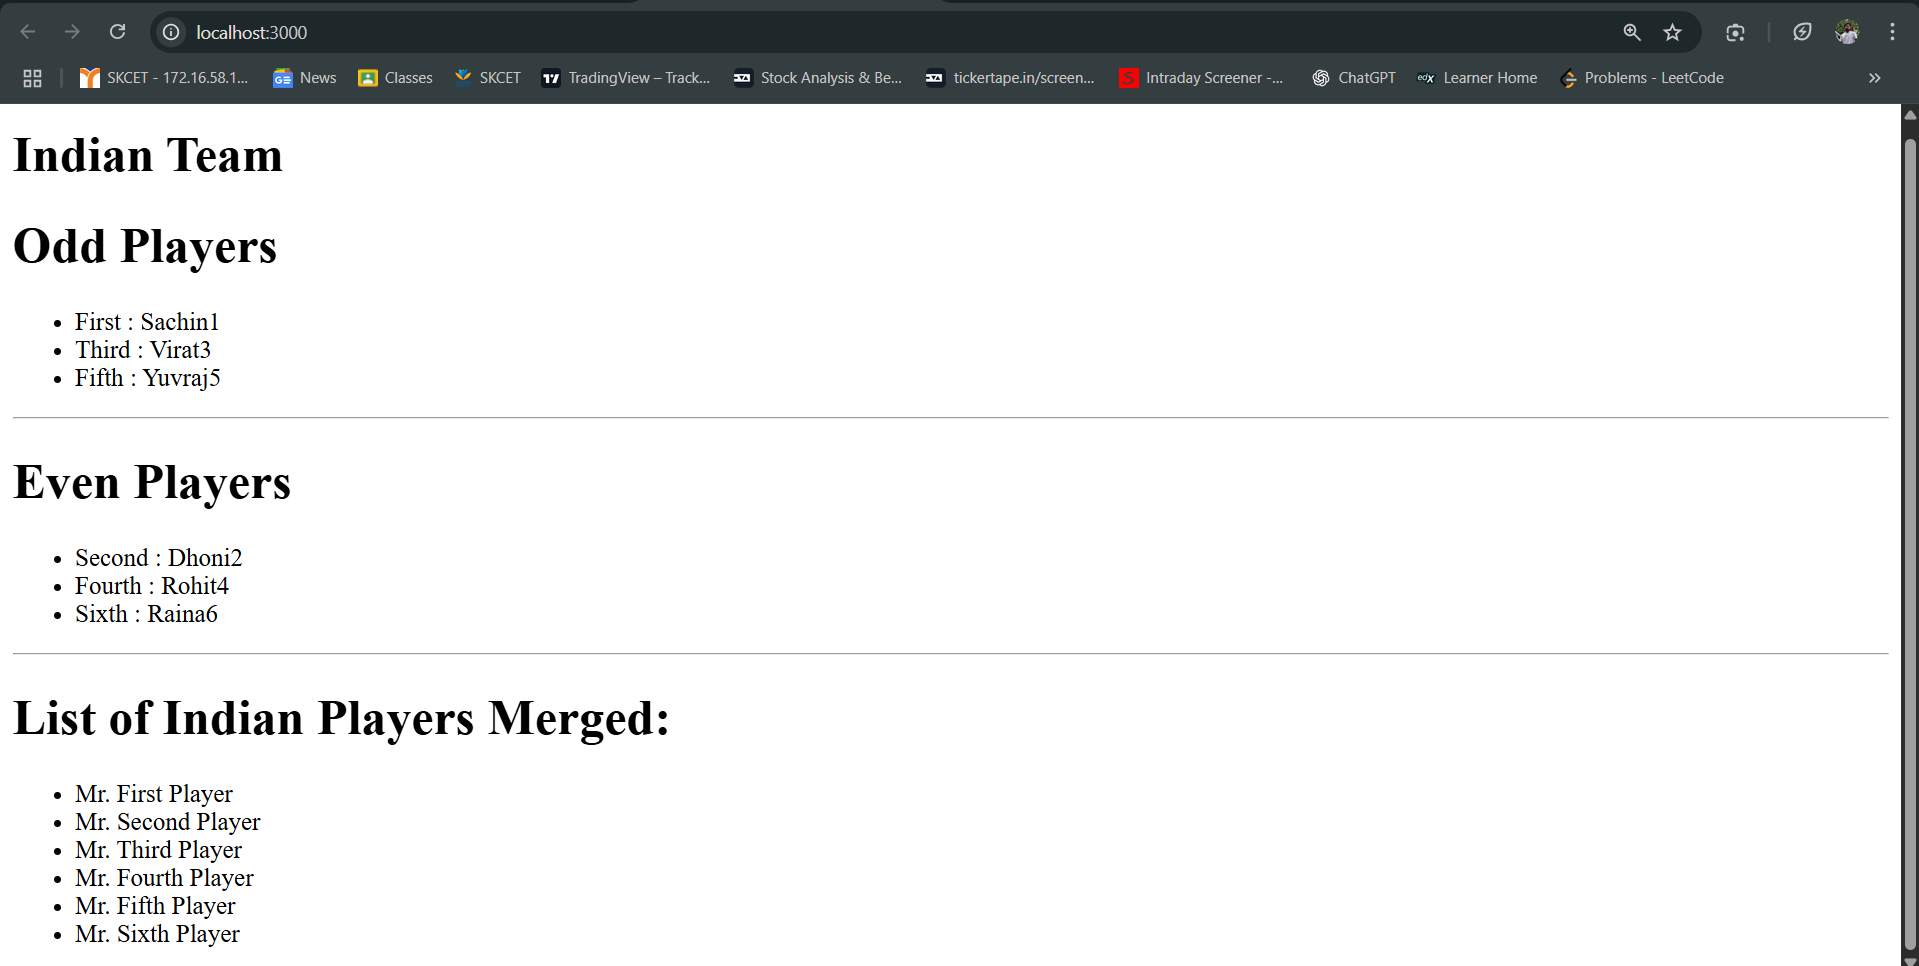 localhost:3000
SKCET - 172.16.58.1...
News
Classes
SKCET
TradingView – Track...
Stock Analysis & Be...
tickertape.in/screen...
Intraday Screener -...
ChatGPT
Learner Home
Problems - LeetCode
Indian Team
Odd Players
First : Sachin1
Third : Virat3
Fifth : Yuvraj5
Even Players
Second : Dhoni2
Fourth : Rohit4
Sixth : Raina6
List of Indian Players Merged:
Mr. First Player
Mr. Second Player
Mr. Third Player
Mr. Fourth Player
Mr. Fifth Player
Mr. Sixth Player